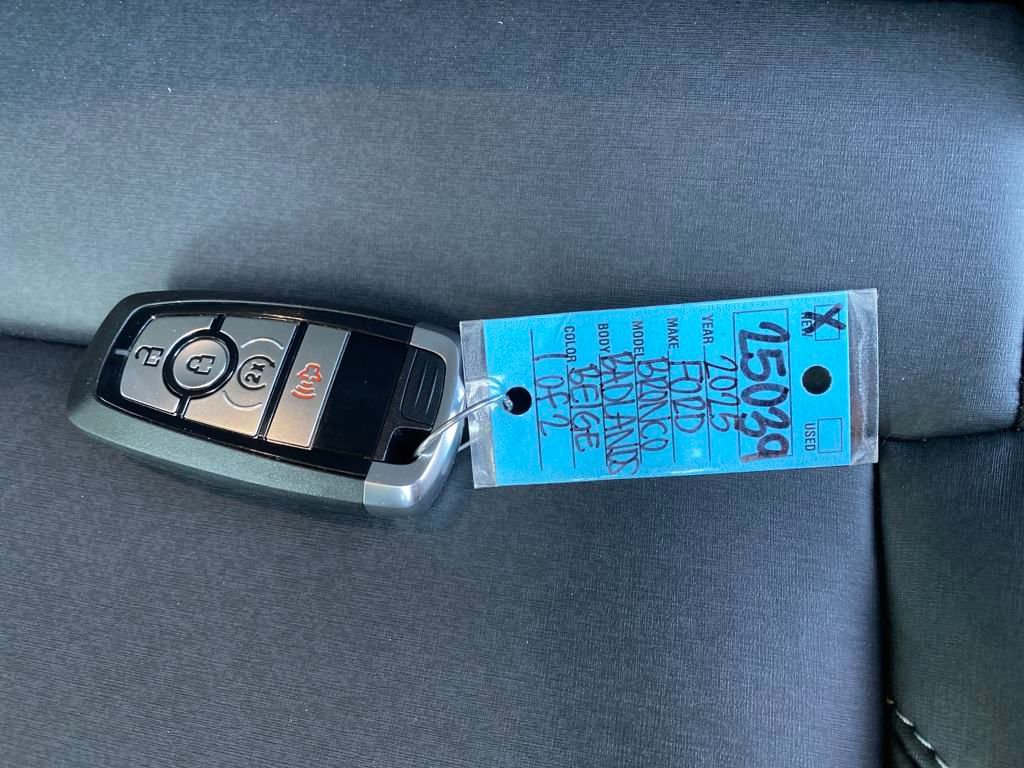 X NEW USED
25039
YEAR 2025
MAKE FORD
MODEL BRONCO
BODY BADLANDS
COLOR BEIGE
1 OF 2
2x